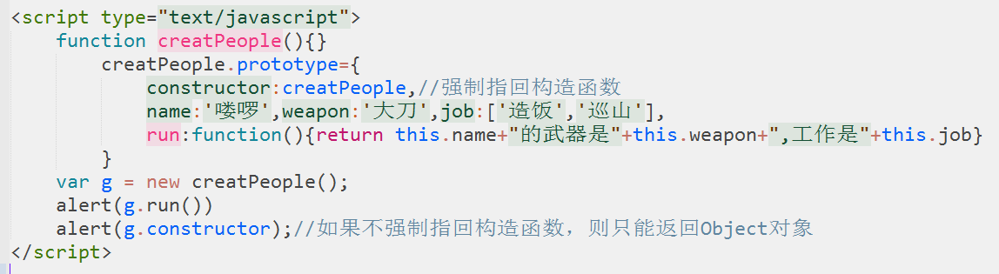 <script type="text/javascript">
    function creatPeople(){}
        creatPeople.prototype={
            constructor:creatPeople,//强制指回构造函数
            name:'喽啰',weapon:'大刀',job:['造饭','巡山'],
            run:function(){return this.name+"的武器是"+this.weapon+",工作是"+this.job}
        }
    var g = new creatPeople();
    alert(g.run())
    alert(g.constructor);//如果不强制指回构造函数，则只能返回Object对象
</script>